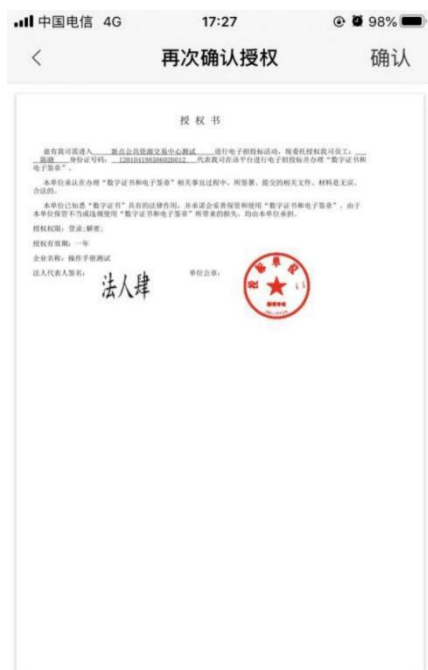 中国电信 4G 17:27 98%
再次确认授权 确认
授 权 书
兹有我司需进入 新点公共资源交易中心测试 进行电子招投标活动,现委托授权我司员工:
身份证号码: 代表我司在该平台进行电子招投标并办理“数字证书和
电子签章”。
本单位承认在办理“数字证书和电子签章”相关事宜过程中,所签署、提交的相关文件、材料是无误、
合法的。
本单位已知悉“数字证书”具有的法律作用,并承诺会妥善保管和使用“数字证书和电子签章”,由于
本单位保管不当或违规使用“数字证书和电子签章”所带来的损失,均由本单位承担。
授权权限:登录;解密;
授权有效期:一年
企业名称:操作手册测试
法人代表人签名: 法人肆 单位公章:
投标单位